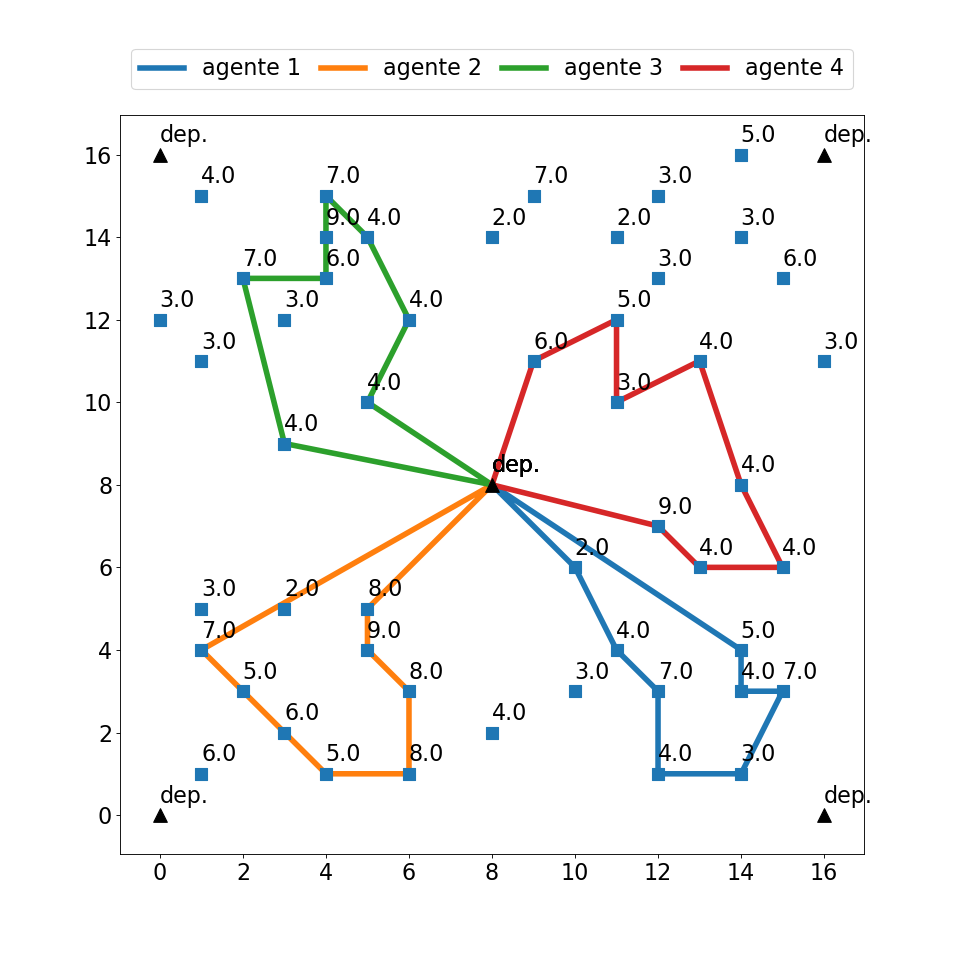 agente 1 agente 2 agente 3 agente 4
dep. 5.0 dep.
16
4.0 7.0 7.0 3.0
9.0 4.0 2.0 2.0 3.0
14
7.0 6.0 3.0 6.0
3.0 3.0 4.0 5.0
12
3.0 6.0 4.0 3.0
4.0 3.0
10
4.0
dep. 4.0
8
9.0
2.0 4.0 4.0
6
3.0 2.0 8.0
7.0 9.0 4.0 5.0
4
5.0 8.0 3.0 7.0 4.0 7.0
6.0 4.0
2
6.0 5.0 8.0 4.0 3.0
dep. dep.
0
0 2 4 6 8 10 12 14 16